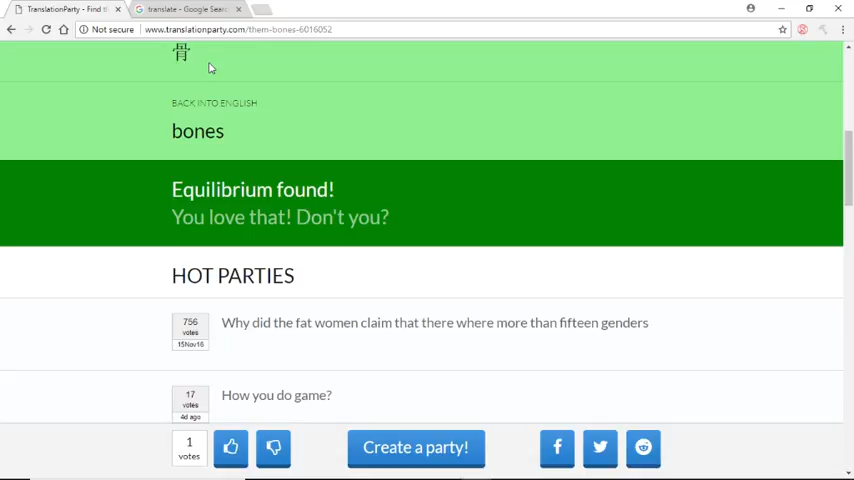 TranslationParty - Find th
translate - Google Searc
Not secure
www.translationparty.com/them-bones-6016052
骨
BACK INTO ENGLISH
bones
Equilibrium found!
You love that! Don't you?
HOT PARTIES
756
votes
15Nov16
Why did the fat women claim that there where more than fifteen genders
17
votes
4d ago
How you do game?
1
votes
Create a party!